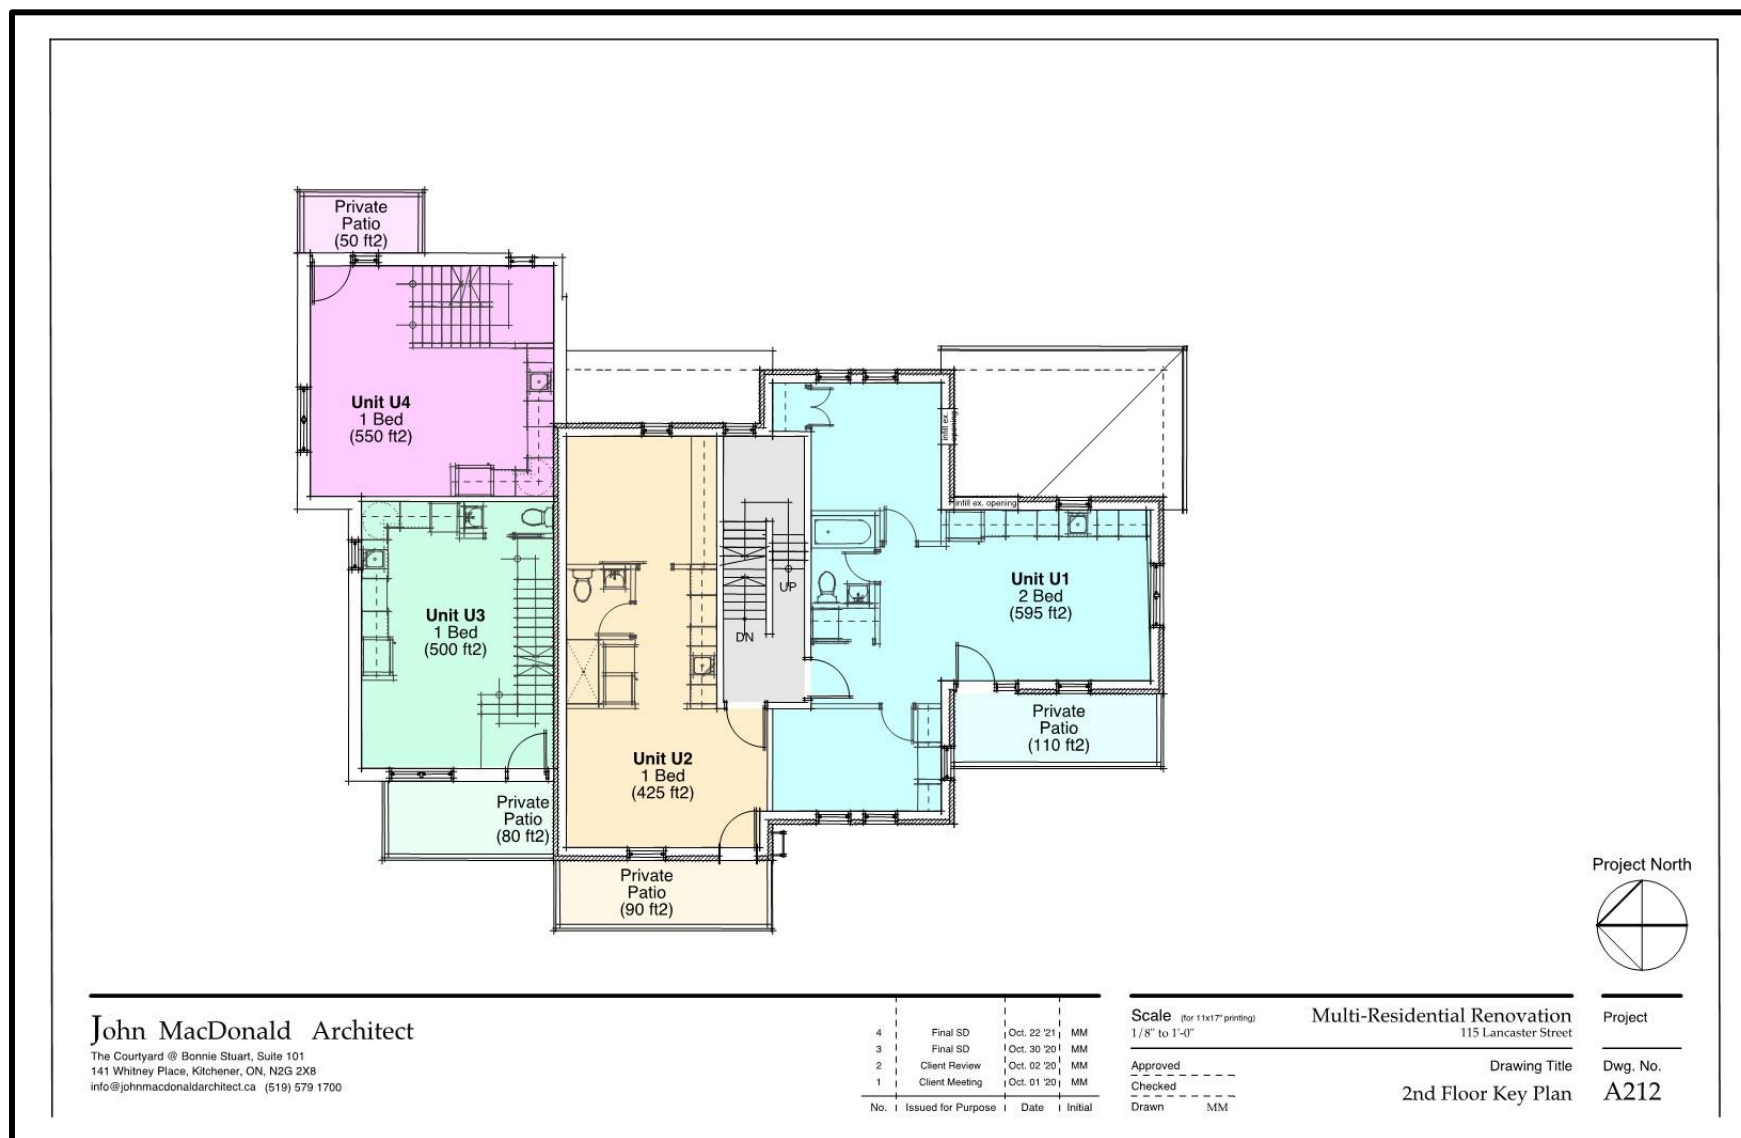 Private
Patio
(50 ft2)
Unit U4
1 Bed
(550 ft2)
infill ex.
opening
infill ex. opening
Unit U1
2 Bed
(595 ft2)
UP
DN
Unit U3
1 Bed
(500 ft2)
Private
Patio
(110 ft2)
Unit U2
1 Bed
(425 ft2)
Private
Patio
(80 ft2)
Private
Patio
(90 ft2)
Project North
John MacDonald Architect
The Courtyard @ Bonnie Stuart, Suite 101
141 Whitney Place, Kitchener, ON, N2G 2X8
info@johnmacdonaldarchitect.ca (519) 579 1700
4 Final SD Oct. 22 '21 MM
3 Final SD Oct. 30 '20 MM
2 Client Review Oct. 02 '20 MM
1 Client Meeting Oct. 01 '20 MM
No. Issued for Purpose Date Initial
Scale (for 11x17" printing)
1/8" to 1'-0"
Approved
Checked
Drawn MM
Multi-Residential Renovation
115 Lancaster Street
Drawing Title
2nd Floor Key Plan
Project
Dwg. No.
A212